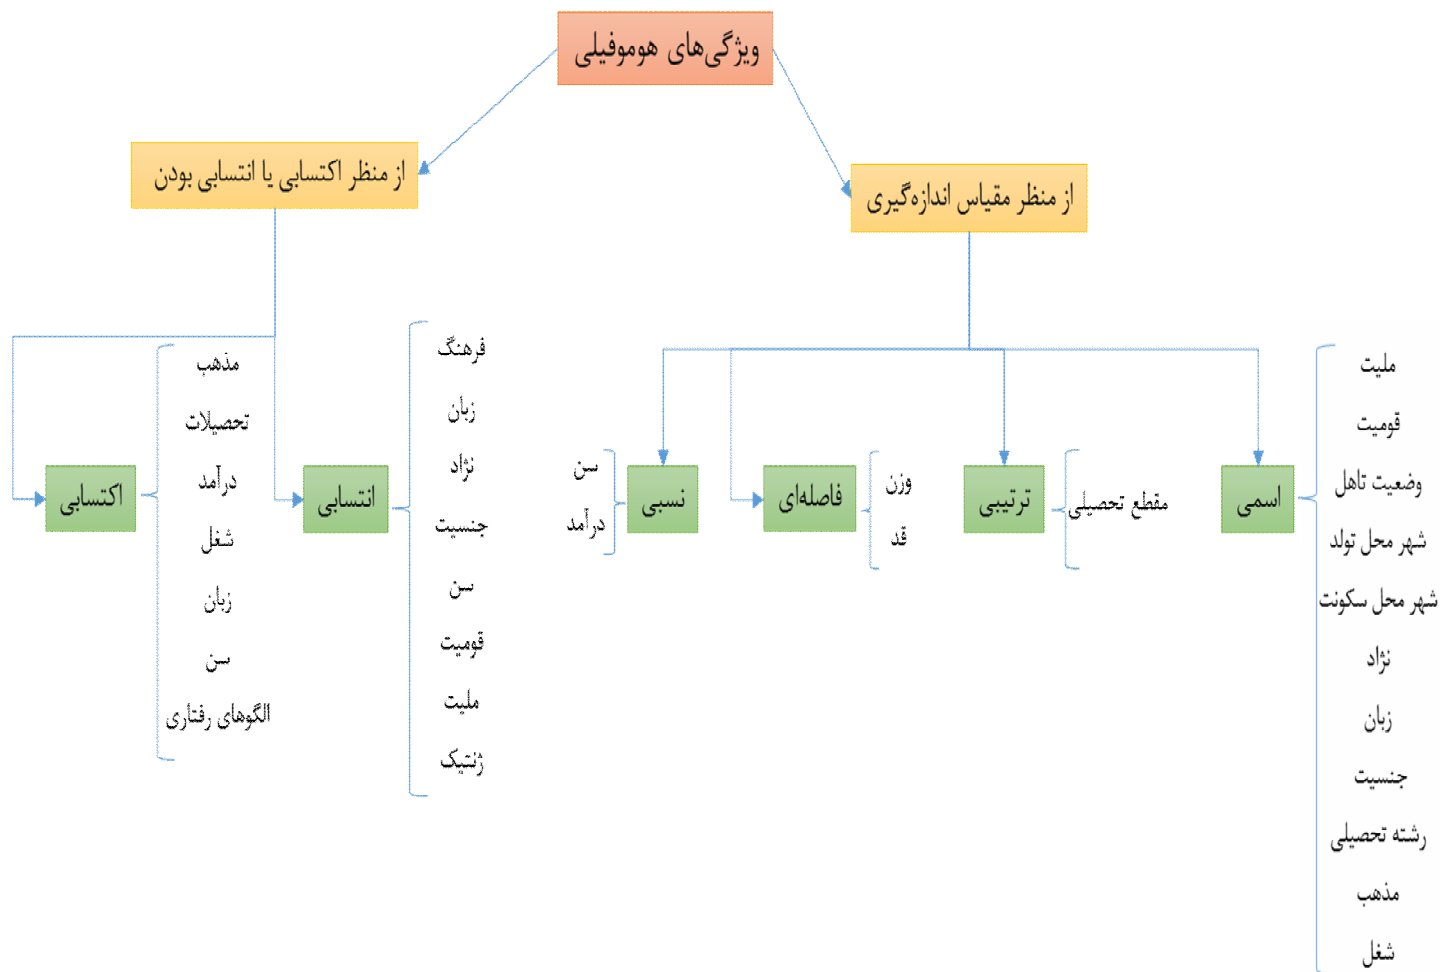 ویژگی‌های هوموفیلی
از منظر مقیاس اندازه‌گیری
اسمی
ملیت
قومیت
وضعیت تاهل
شهر محل تولد
شهر محل سکونت
نژاد
زبان
جنسیت
رشته تحصیلی
مذهب
شغل
ترتیبی
مقطع تحصیلی
فاصله‌ای
وزن
قد
نسبی
سن
درآمد
از منظر اکتسابی یا انتسابی بودن
انتسابی
فرهنگ
زبان
نژاد
جنسیت
سن
قومیت
ملیت
ژنتیک
اکتسابی
مذهب
تحصیلات
درآمد
شغل
زبان
سن
الگوهای رفتاری